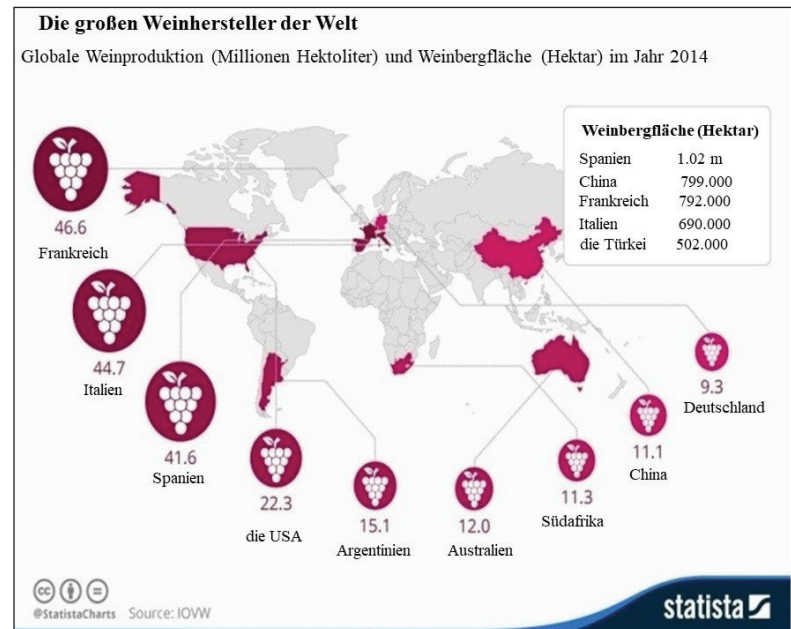 Die großen Weinhersteller der Welt
Globale Weinproduktion (Millionen Hektoliter) und Weinbergfläche (Hektar) im Jahr 2014
Weinbergfläche (Hektar)
Spanien 1.02 m
China 799.000
Frankreich 792.000
Italien 690.000
die Türkei 502.000
46.6
Frankreich
44.7
Italien
41.6
Spanien
22.3
die USA
15.1
Argentinien
12.0
Australien
11.3
Südafrika
11.1
China
9.3
Deutschland
cc
@StatistaCharts Source: IOVW
statista